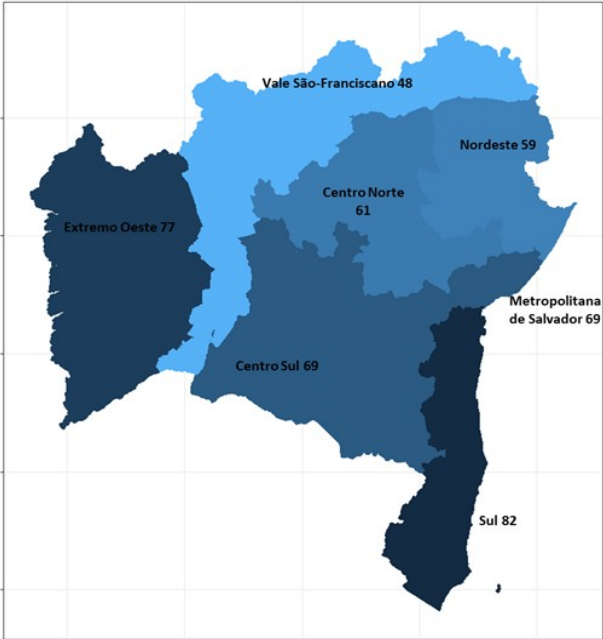 Vale São-Franciscano 48
Nordeste 59
Centro Norte
61
Extremo Oeste 77
Metropolitana
de Salvador 69
Centro Sul 69
Sul 82